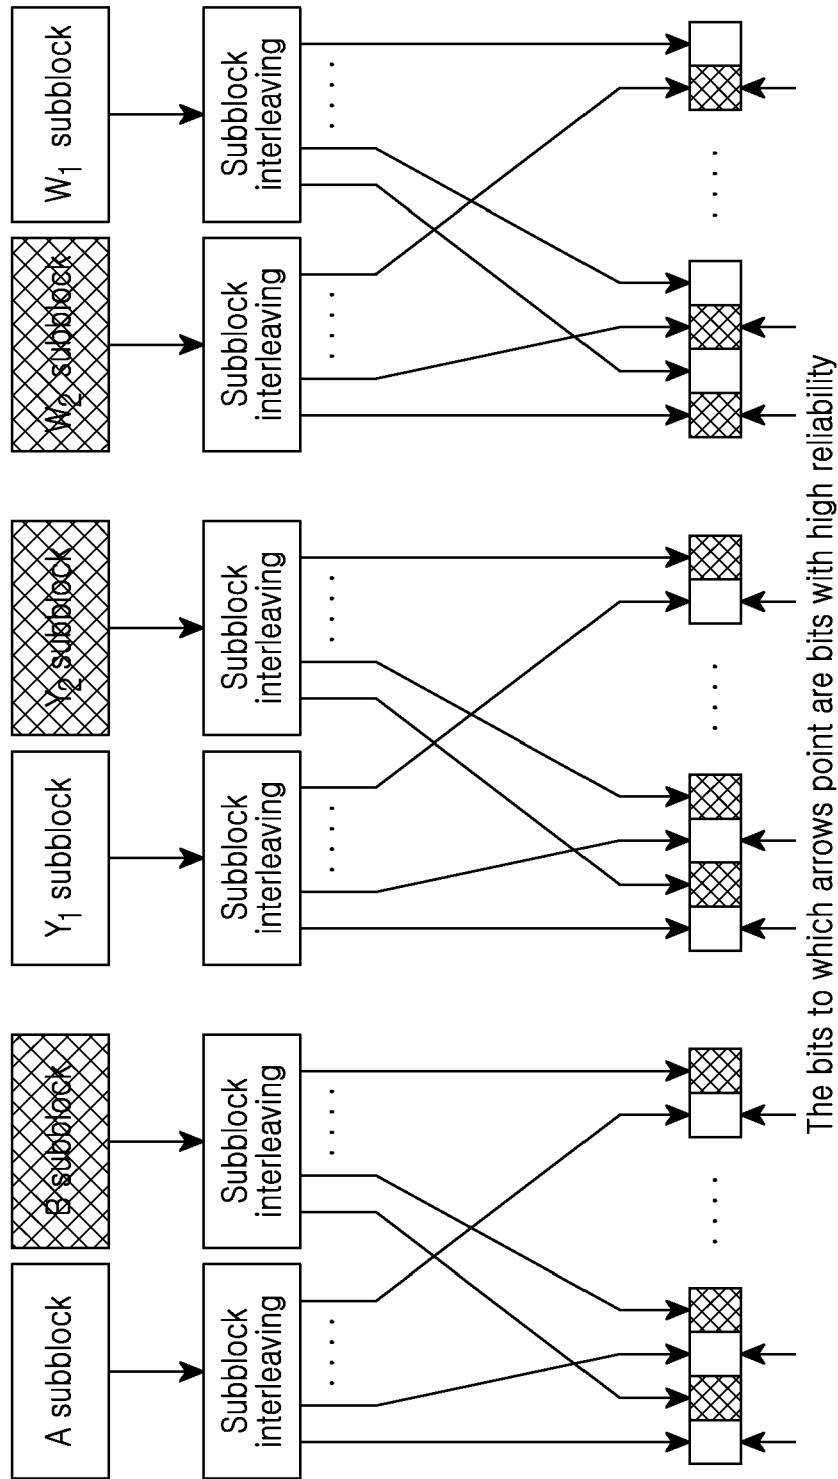 A subblock
B subblock
Y₁ subblock
Y₂ subblock
W₂ subblock
W₁ subblock
Subblock
interleaving
Subblock
interleaving
Subblock
interleaving
Subblock
interleaving
Subblock
interleaving
Subblock
interleaving
The bits to which arrows point are bits with high reliability